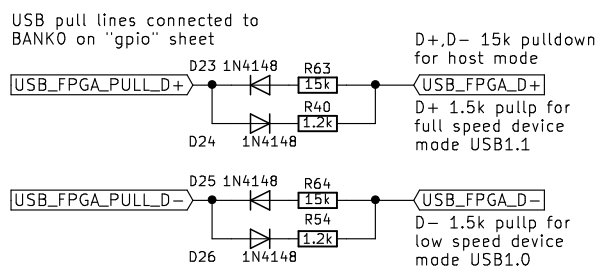 USB pull lines connected to
BANK0 on "gpio" sheet
D+,D- 15k pulldown
for host mode
D23 1N4148 R63
15k
USB_FPGA_PULL_D+
USB_FPGA_D+
R40
1.2k
D24 1N4148
D+ 1.5k pullp for
full speed device
mode USB1.1
D25 1N4148 R64
15k
USB_FPGA_PULL_D-
USB_FPGA_D-
R54
1.2k
D26 1N4148
D- 1.5k pullp for
low speed device
mode USB1.0